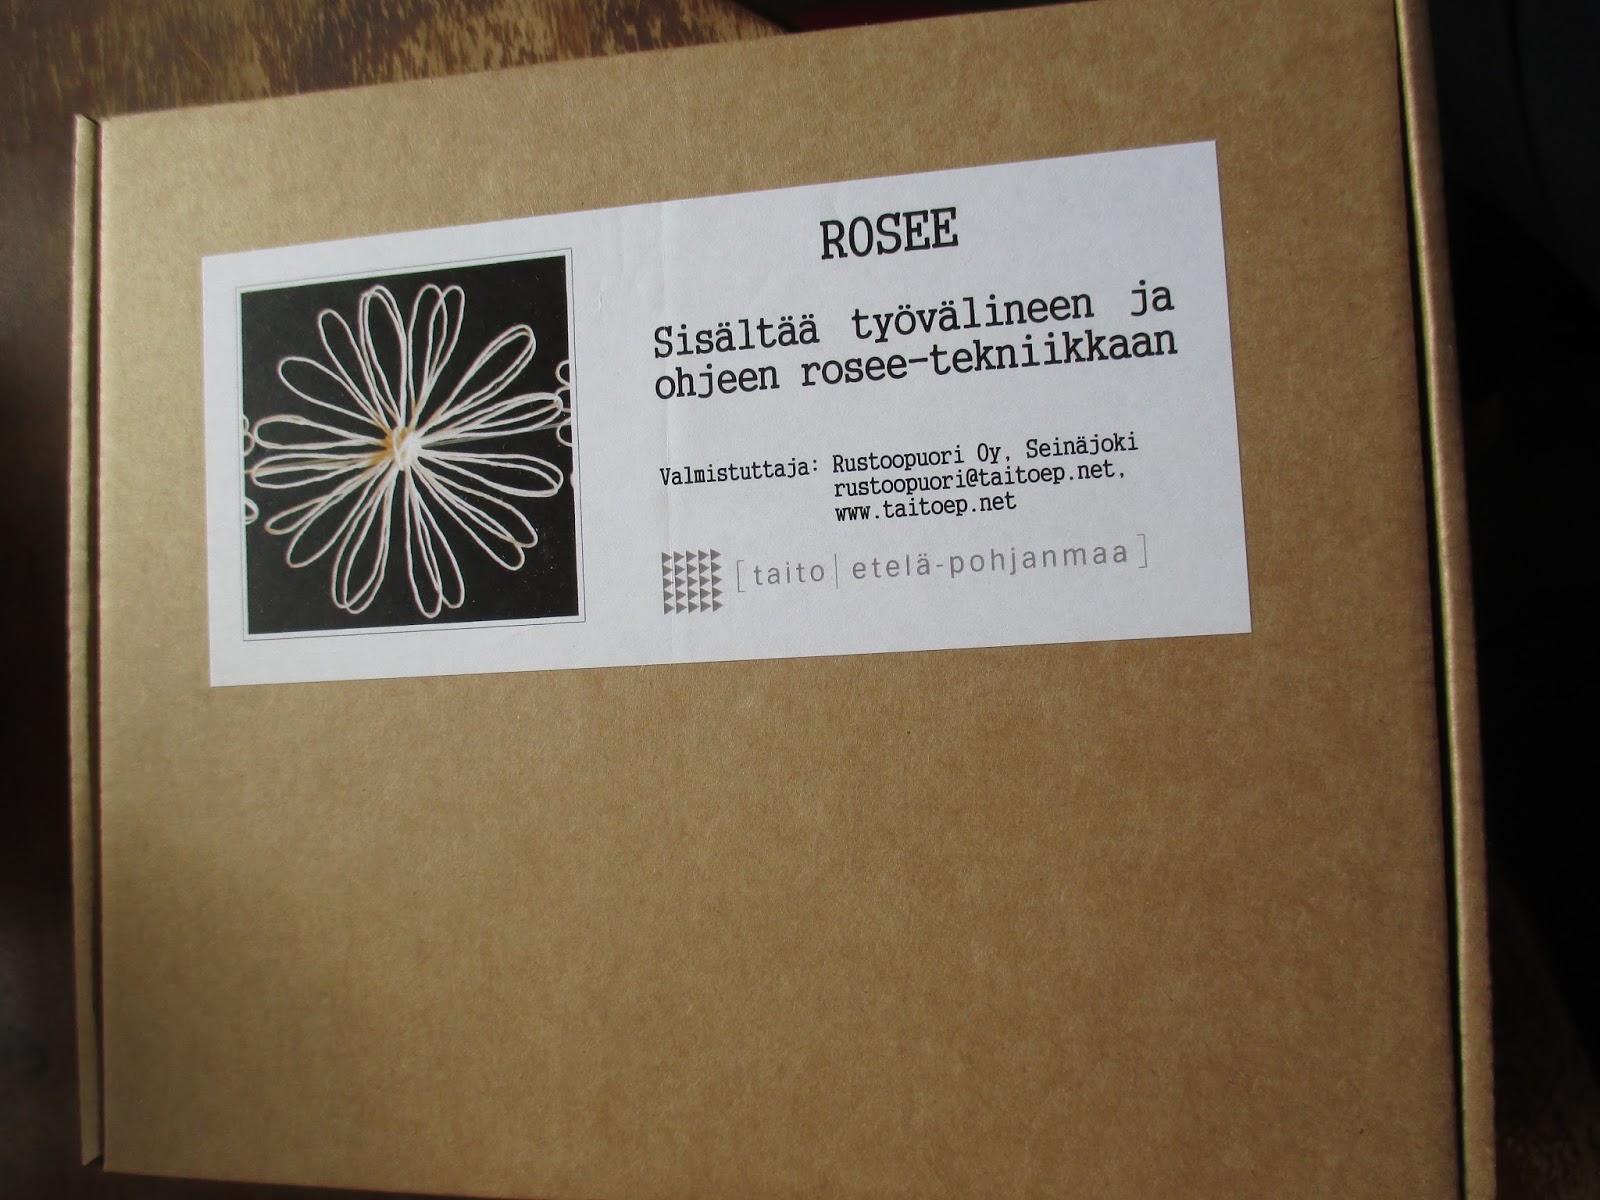 ROSEE
Sisältää työvälineen ja
ohjeen rosee-tekniikkaan
Valmistuttaja: Rustoopuori Oy, Seinäjoki
rustoopuori@taitoep.net,
www.taitoep.net
[taito| etelä-pohjanmaa]